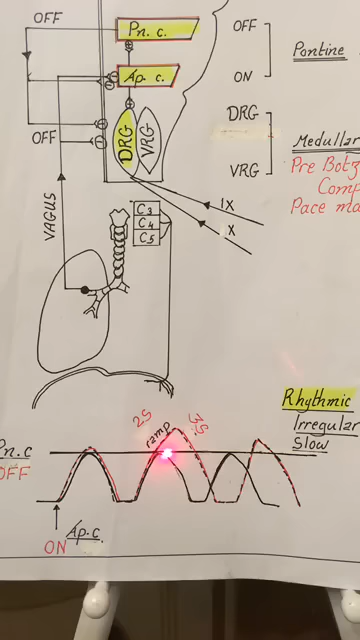 OFF
Pn. c.
OFF
Pontine
Ap. c.
ON
DRG
DRG
VRG
OFF
Medullar
VRG
Pre Botz
Comp
Pace ma
VAGUS
C3
C4
C5
IX
X
Rhythmic
Irregular
Slow
2S
ramp
3S
Pn.c
OFF
Ap.c.
ON